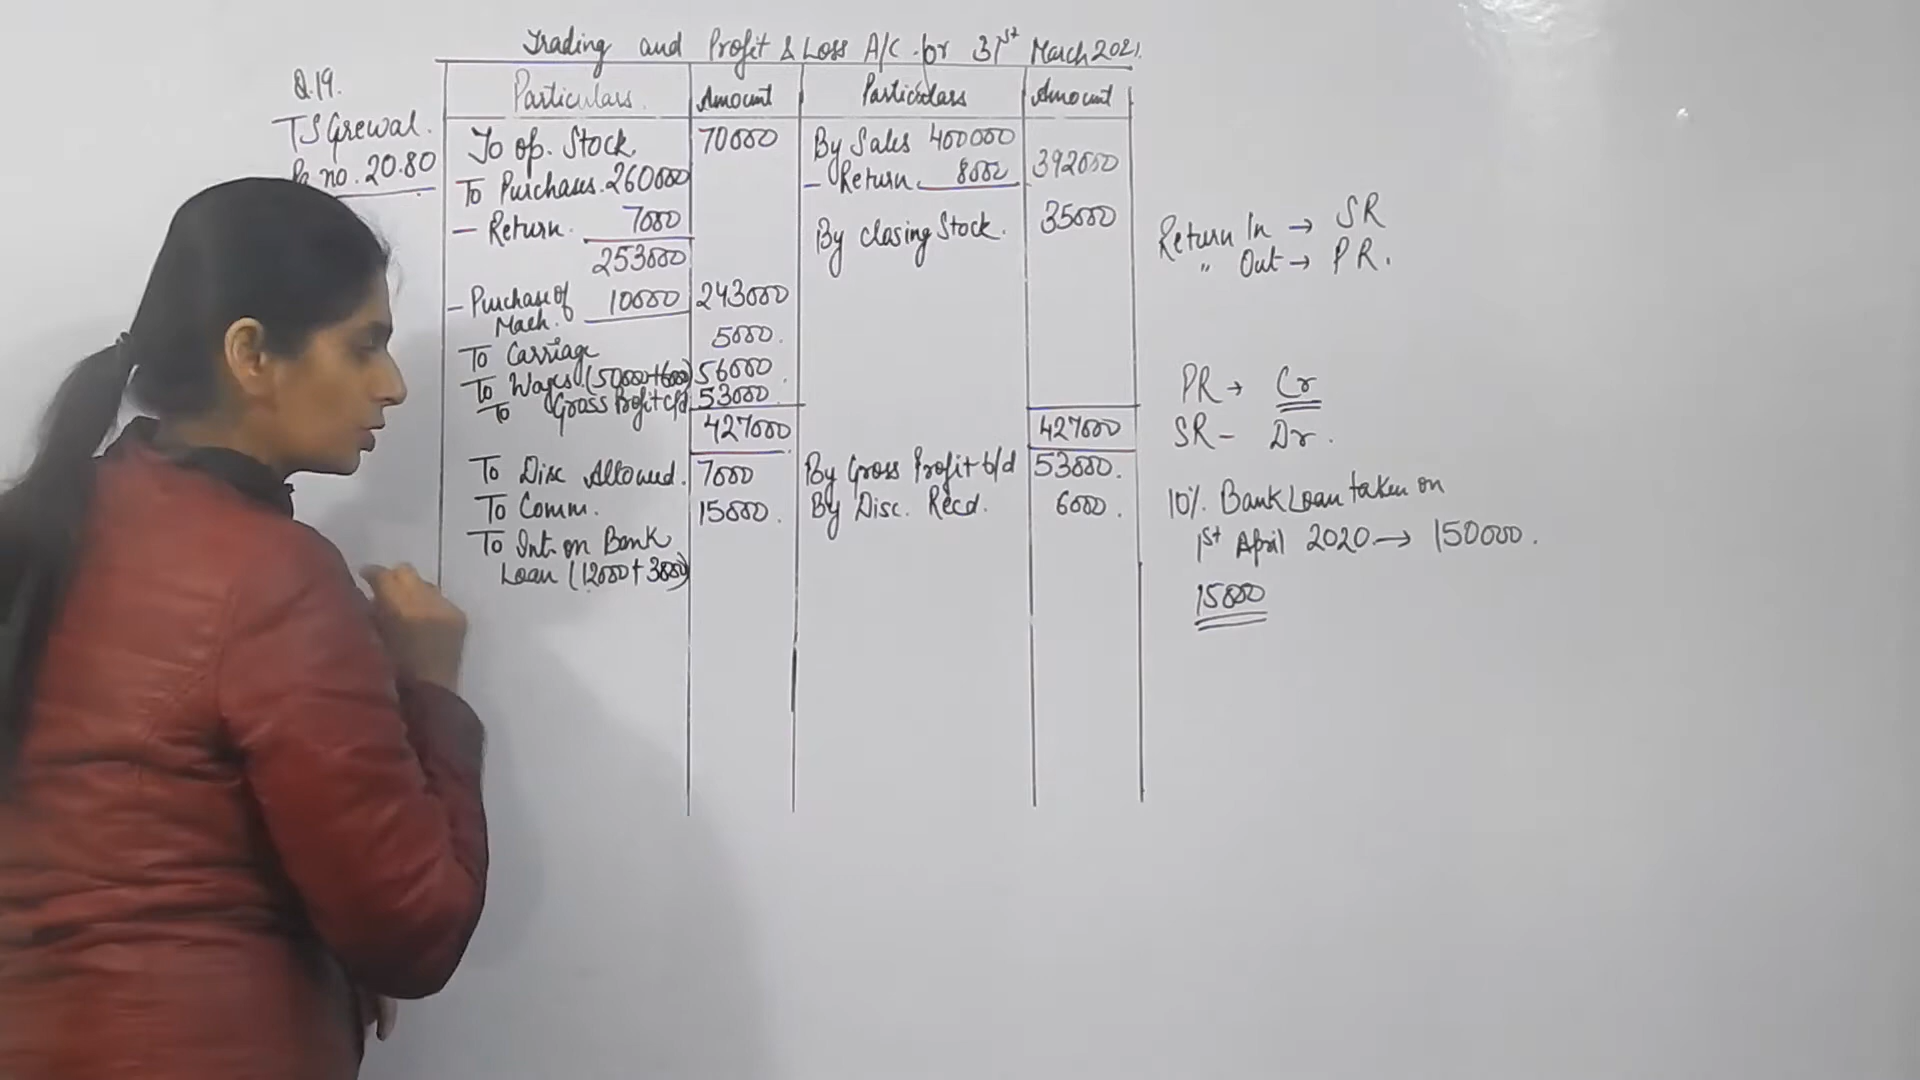 Trading and Profit & Loss A/C for 31st March 2021.
Q.19.
TS Grewal.
no. 20.80
Particulars. Amount Particulars Amount
To op. Stock 70000 By Sales 400000
To Purchases. 260000 - Return 8000 392000
- Return. 7000 By Closing Stock. 35000
253000
- Purchase of Mach. 10000 243000
To Carriage 5000.
To Wages (50000+6000) 56000
To Gross Profit c/d 53000
427000 427000
To Disc Allowed. 7000 By Gross Profit b/d 53000.
To Comm. 15000. By Disc. Recd. 6000.
To Int. on Bank
Loan (12000+3000)
Return In → SR
" Out → PR.
PR → Cr
SR - Dr.
10% Bank Loan taken on
1st April 2020 → 150000.
15000